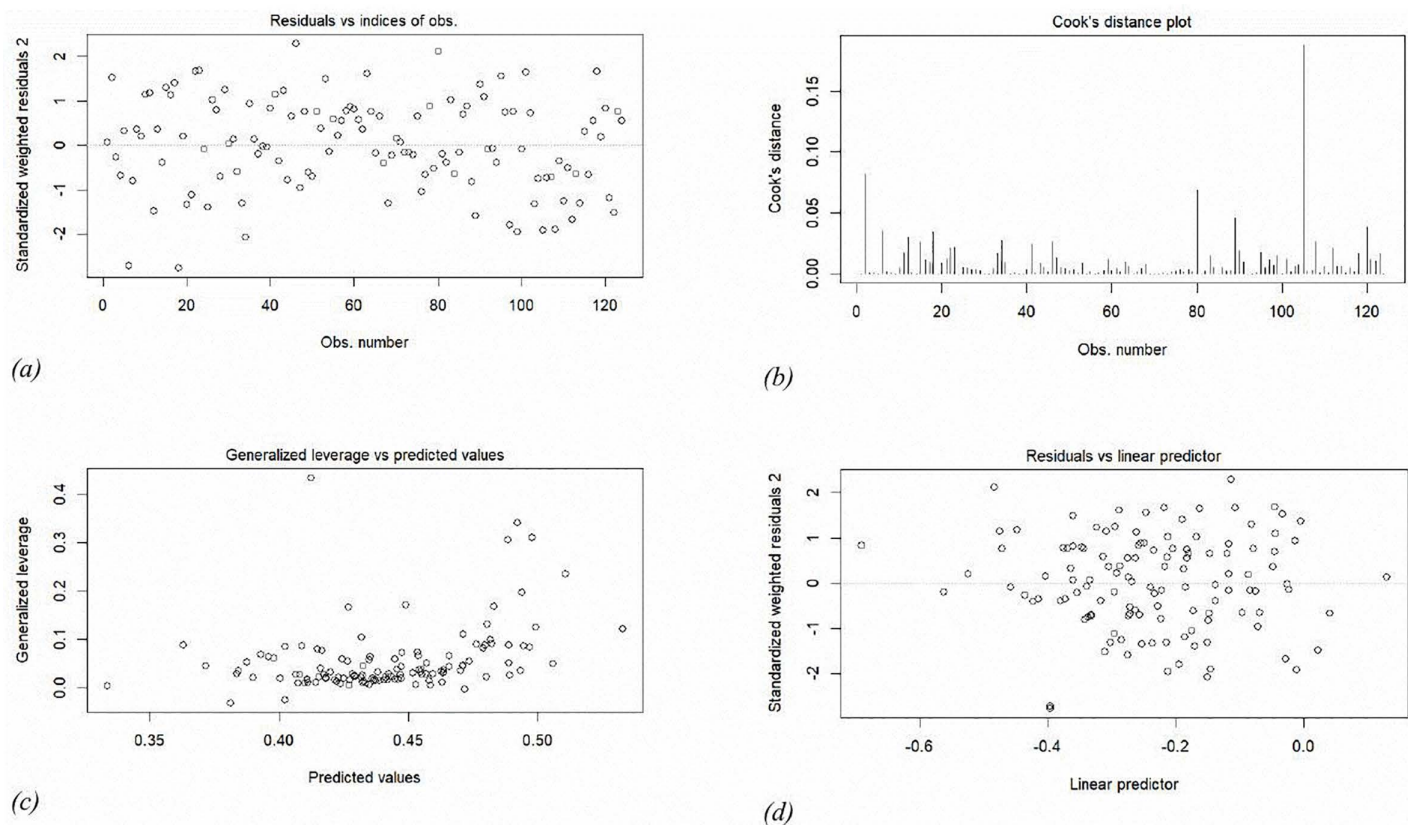 Residuals vs indices of obs.
Standardized weighted residuals 2
2
1
0
-1
-2
0 20 40 60 80 100 120
Obs. number
(a)
Cook's distance plot
Cook's distance
0.15
0.10
0.05
0.00
0 20 40 60 80 100 120
Obs. number
(b)
Generalized leverage vs predicted values
Generalized leverage
0.4
0.3
0.2
0.1
0.0
0.35 0.40 0.45 0.50
Predicted values
(c)
Residuals vs linear predictor
Standardized weighted residuals 2
2
1
0
-1
-2
-0.6 -0.4 -0.2 0.0
Linear predictor
(d)